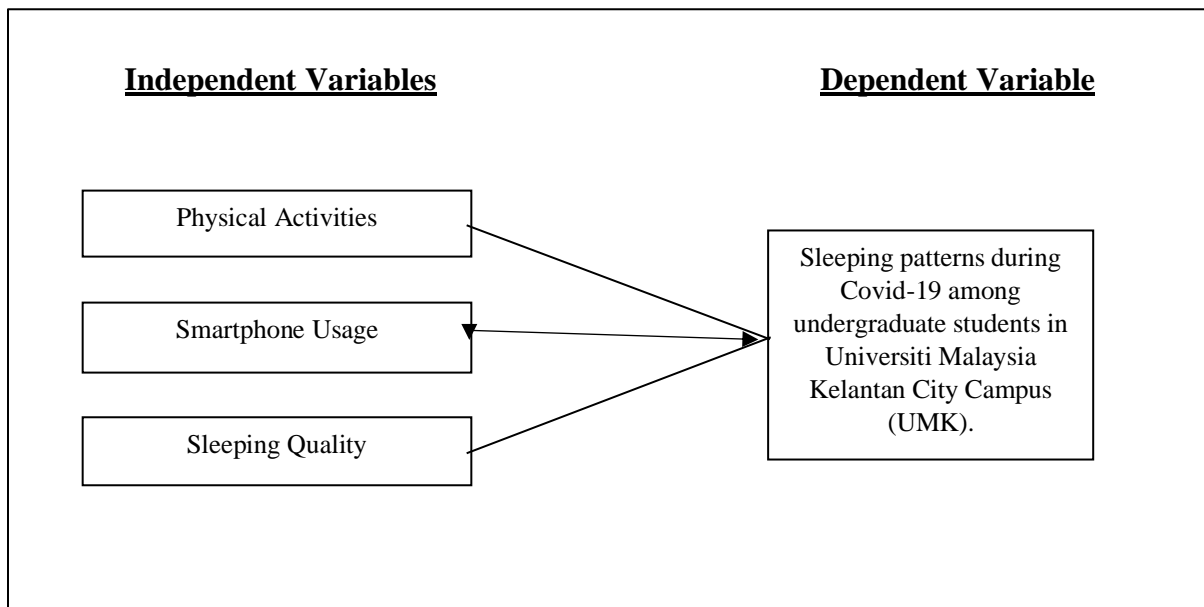 Independent Variables
Dependent Variable
Physical Activities
Smartphone Usage
Sleeping Quality
Sleeping patterns during
Covid-19 among
undergraduate students in
Universiti Malaysia
Kelantan City Campus
(UMK).